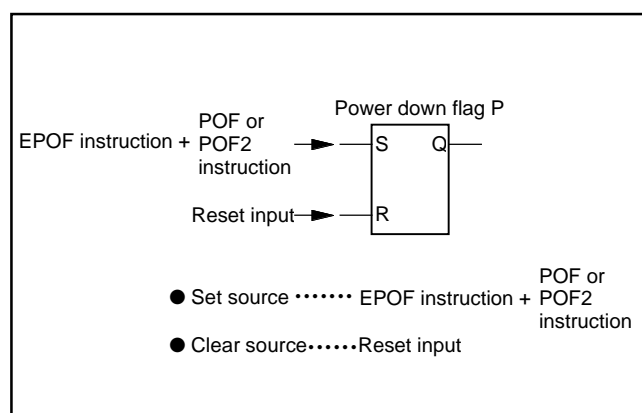 Power down flag P
EPOF instruction +
POF or
POF2
instruction
S
Q
Reset input
R
● Set source ······· EPOF instruction +
POF or
POF2
instruction
● Clear source ······ Reset input